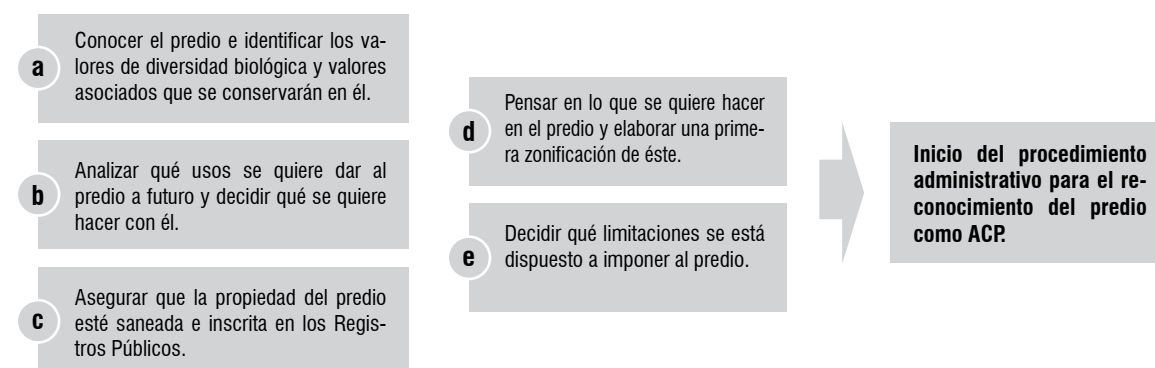 a
Conocer el predio e identificar los va-
lores de diversidad biológica y valores
asociados que se conservarán en él.
b
Analizar qué usos se quiere dar al
predio a futuro y decidir qué se quiere
hacer con él.
c
Asegurar que la propiedad del predio
esté saneada e inscrita en los Regis-
tros Públicos.
d
Pensar en lo que se quiere hacer
en el predio y elaborar una prime-
ra zonificación de éste.
e
Decidir qué limitaciones se está
dispuesto a imponer al predio.
Inicio del procedimiento
administrativo para el re-
conocimiento del predio
como ACP.